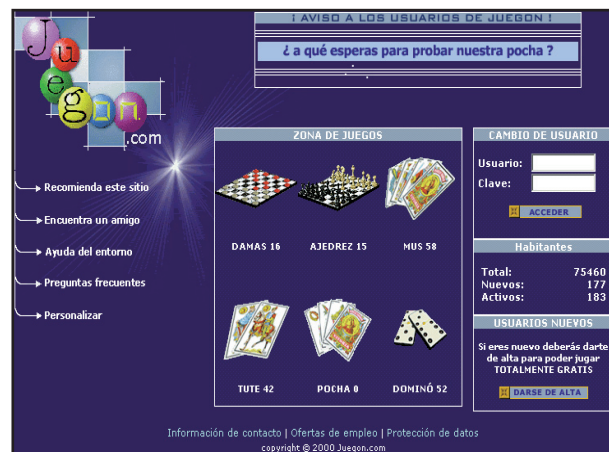 ¡ AVISO A LOS USUARIOS DE JUEGON !
¿ a qué esperas para probar nuestra pocha ?
Juegon
.com
Recomienda este sitio
Encuentra un amigo
Ayuda del entorno
Preguntas frecuentes
Personalizar
ZONA DE JUEGOS
DAMAS 16
AJEDREZ 15
MUS 58
TUTE 42
POCHA 0
DOMINÓ 52
CAMBIO DE USUARIO
Usuario:
Clave:
ACCEDER
Habitantes
Total: 75460
Nuevos: 177
Activos: 183
USUARIOS NUEVOS
Si eres nuevo deberás darte
de alta para poder jugar
TOTALMENTE GRATIS
DARSE DE ALTA
Información de contacto | Ofertas de empleo | Protección de datos
copyright © 2000 Juegon.com